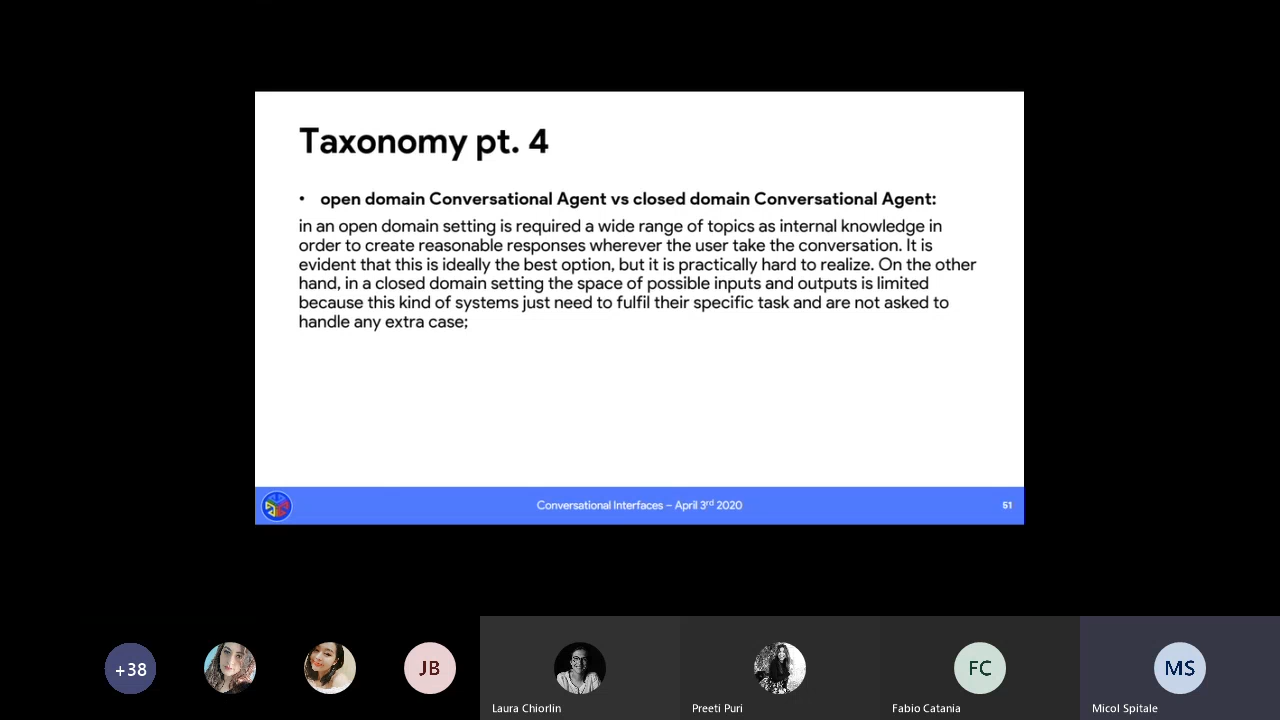 Taxonomy pt. 4
• open domain Conversational Agent vs closed domain Conversational Agent:
in an open domain setting is required a wide range of topics as internal knowledge in
order to create reasonable responses wherever the user take the conversation. It is
evident that this is ideally the best option, but it is practically hard to realize. On the other
hand, in a closed domain setting the space of possible inputs and outputs is limited
because this kind of systems just need to fulfil their specific task and are not asked to
handle any extra case;
Conversational Interfaces – April 3rd 2020
51
+38
JB
FC
MS
Laura Chiorlin
Preeti Puri
Fabio Catania
Micol Spitale